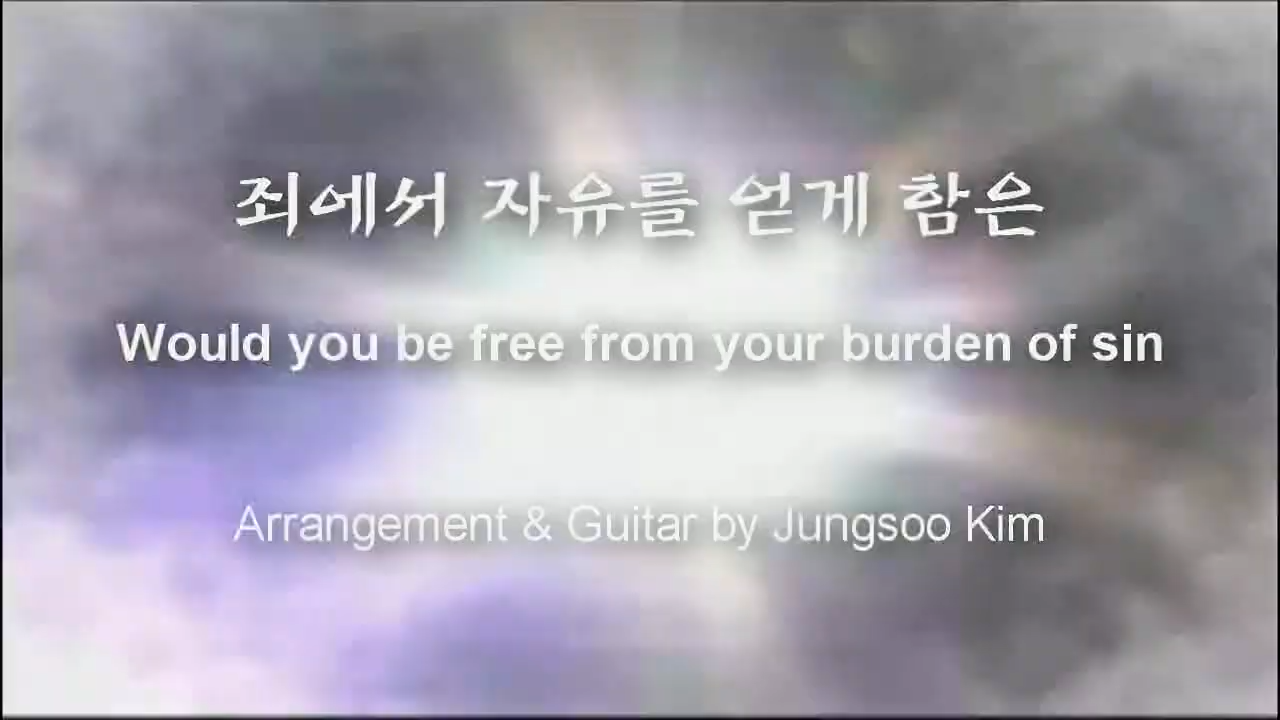 죄에서 자유를 얻게 함은
Would you be free from your burden of sin
Arrangement & Guitar by Jungsoo Kim